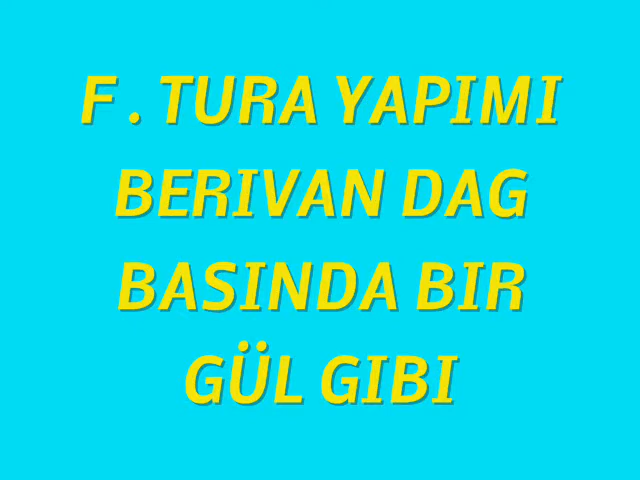 F . TURA YAPIMI
BERIVAN DAG
BASINDA BIR
GÜL GIBI